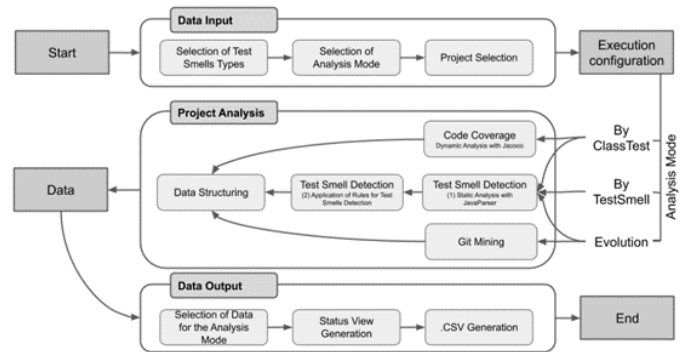 Data Input
Start
Selection of Test
Smells Types
Selection of
Analysis Mode
Project Selection
Execution
configuration
Project Analysis
Code Coverage
Dynamic Analysis with Jacoco
By
ClassTest
Data
Data Structuring
Test Smell Detection
(2) Application of Rules for Test
Smells Detection
Test Smell Detection
(1) Static Analysis with
JavaParser
By
TestSmell
Analysis Mode
Git Mining
Evolution
Data Output
Selection of Data
for the Analysis
Mode
Status View
Generation
.CSV Generation
End